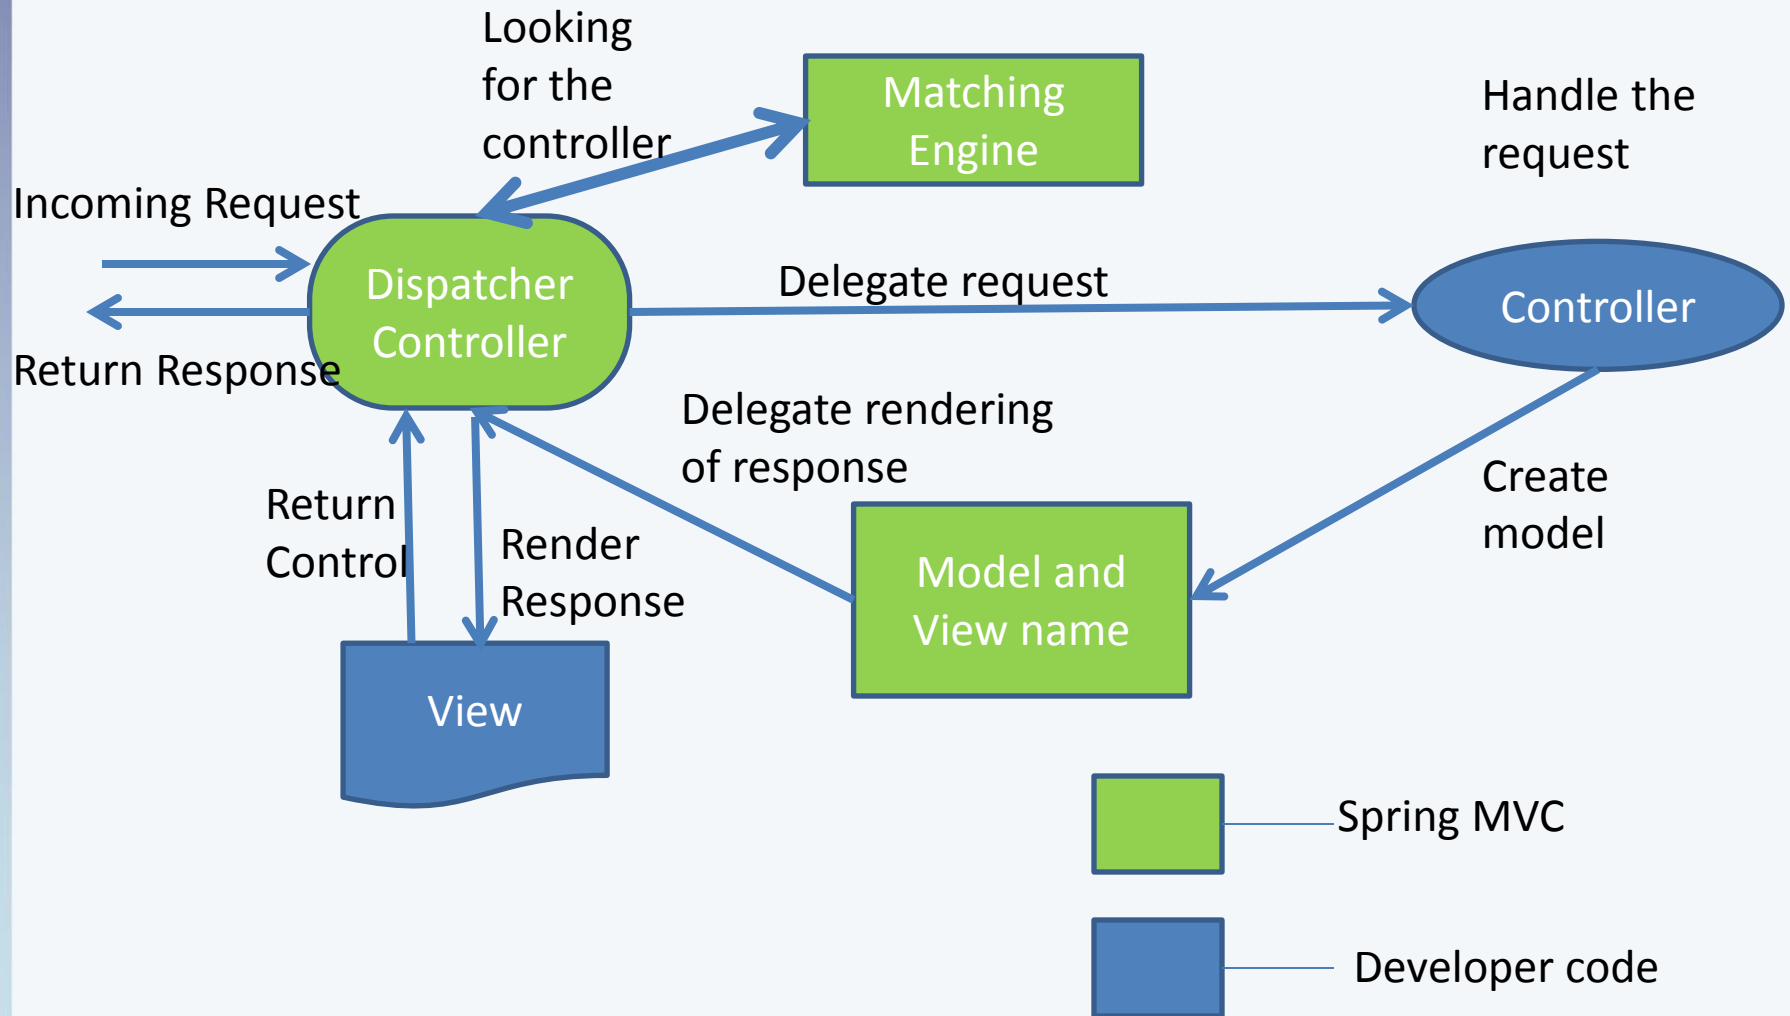 Looking
for the
controller
Matching
Engine
Handle the
request
Incoming Request
Dispatcher
Controller
Delegate request
Controller
Return Response
Delegate rendering
of response
Create
model
Return
Control
Render
Response
Model and
View name
View
Spring MVC
Developer code